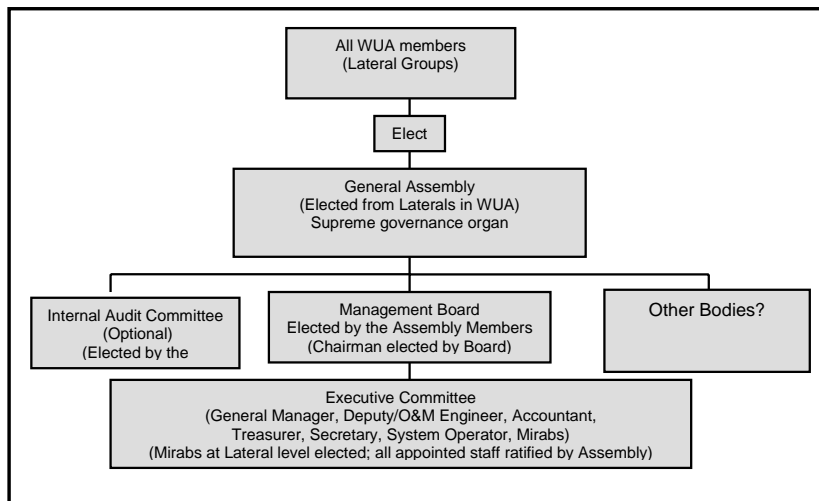 All WUA members
(Lateral Groups)
Elect
General Assembly
(Elected from Laterals in WUA)
Supreme governance organ
Internal Audit Committee
(Optional)
(Elected by the
Management Board
Elected by the Assembly Members
(Chairman elected by Board)
Other Bodies?
Executive Committee
(General Manager, Deputy/O&M Engineer, Accountant,
Treasurer, Secretary, System Operator, Mirabs)
(Mirabs at Lateral level elected; all appointed staff ratified by Assembly)